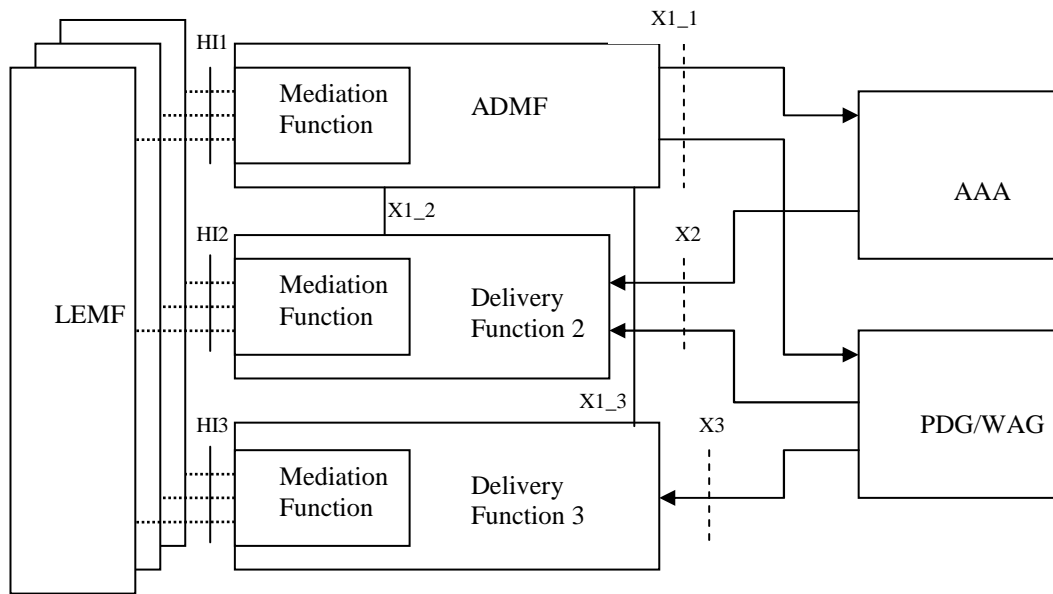 X1_1
HI1
Mediation
Function
ADMF
AAA
X1_2
HI2
X2
Mediation
Function
Delivery
Function 2
LEMF
X1_3
HI3
X3
PDG/WAG
Mediation
Function
Delivery
Function 3